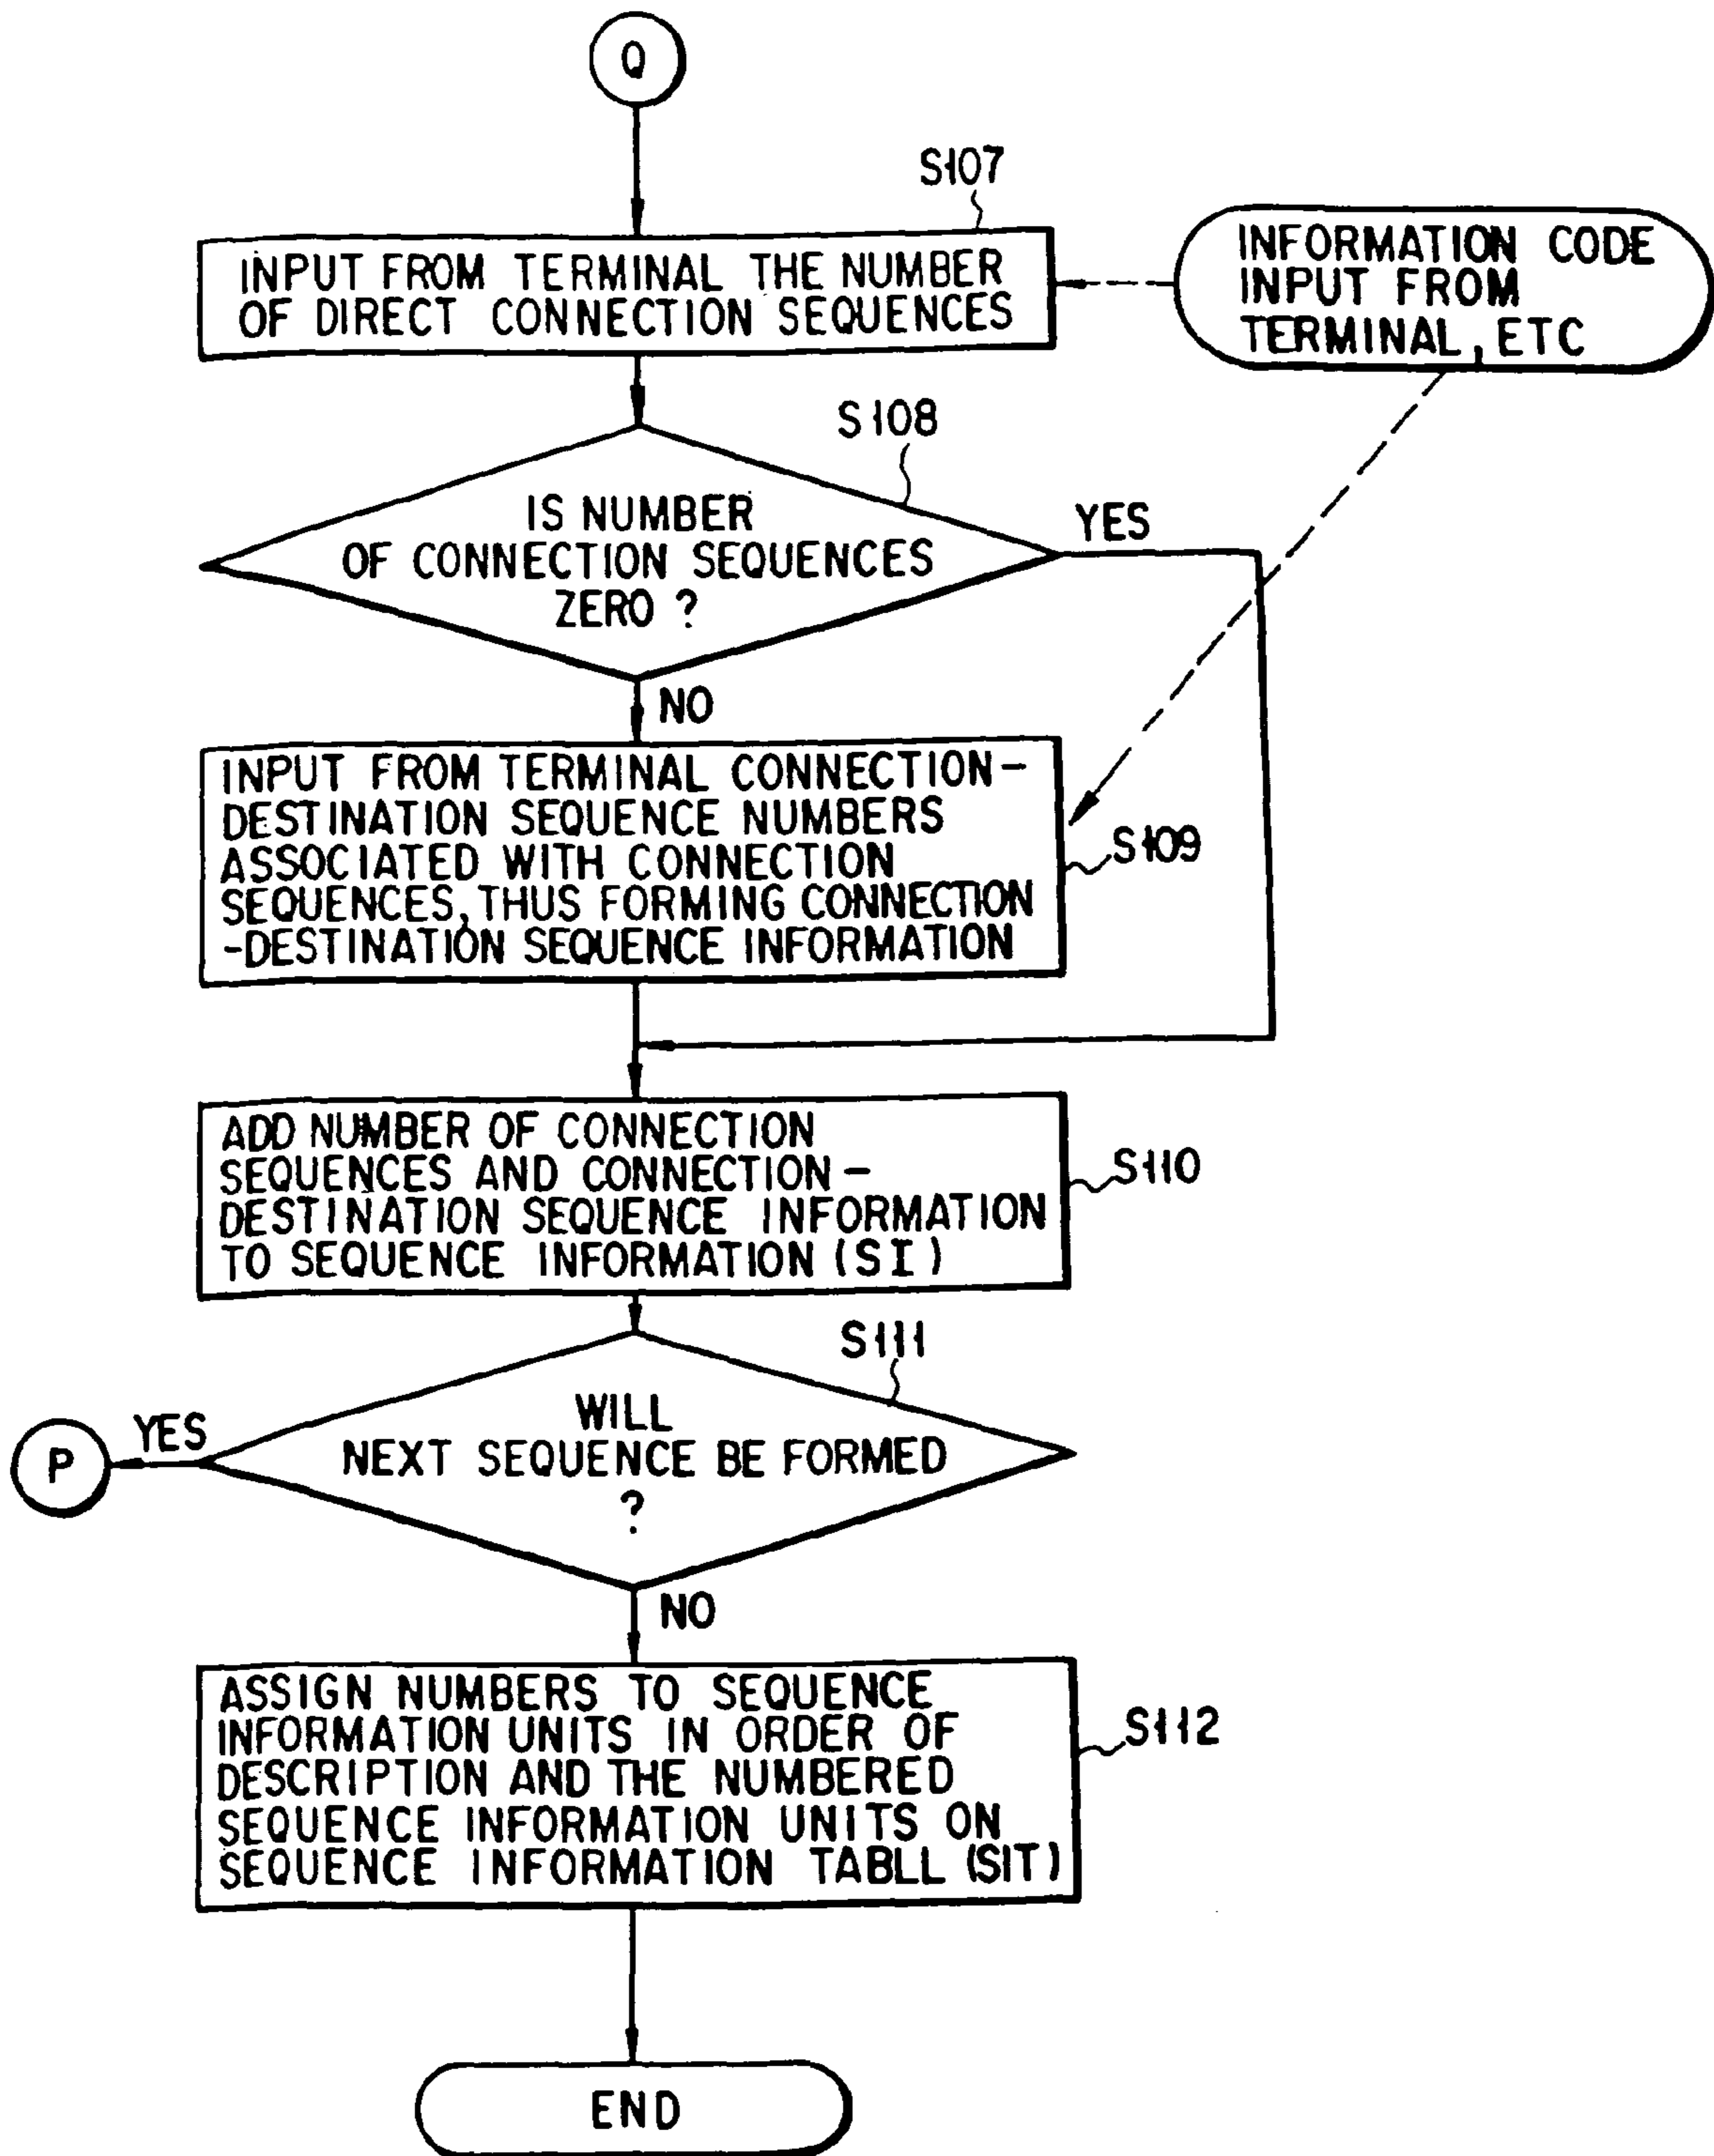 Q
S107
INPUT FROM TERMINAL THE NUMBER
OF DIRECT CONNECTION SEQUENCES
INFORMATION CODE
INPUT FROM
TERMINAL, ETC
S108
IS NUMBER
OF CONNECTION SEQUENCES
ZERO ?
YES
NO
INPUT FROM TERMINAL CONNECTION-
DESTINATION SEQUENCE NUMBERS
ASSOCIATED WITH CONNECTION
SEQUENCES, THUS FORMING CONNECTION
-DESTINATION SEQUENCE INFORMATION
S109
ADD NUMBER OF CONNECTION
SEQUENCES AND CONNECTION-
DESTINATION SEQUENCE INFORMATION
TO SEQUENCE INFORMATION (SI)
S110
S111
WILL
NEXT SEQUENCE BE FORMED
?
YES
P
NO
ASSIGN NUMBERS TO SEQUENCE
INFORMATION UNITS IN ORDER OF
DESCRIPTION AND THE NUMBERED
SEQUENCE INFORMATION UNITS ON
SEQUENCE INFORMATION TABLL (SIT)
S112
END